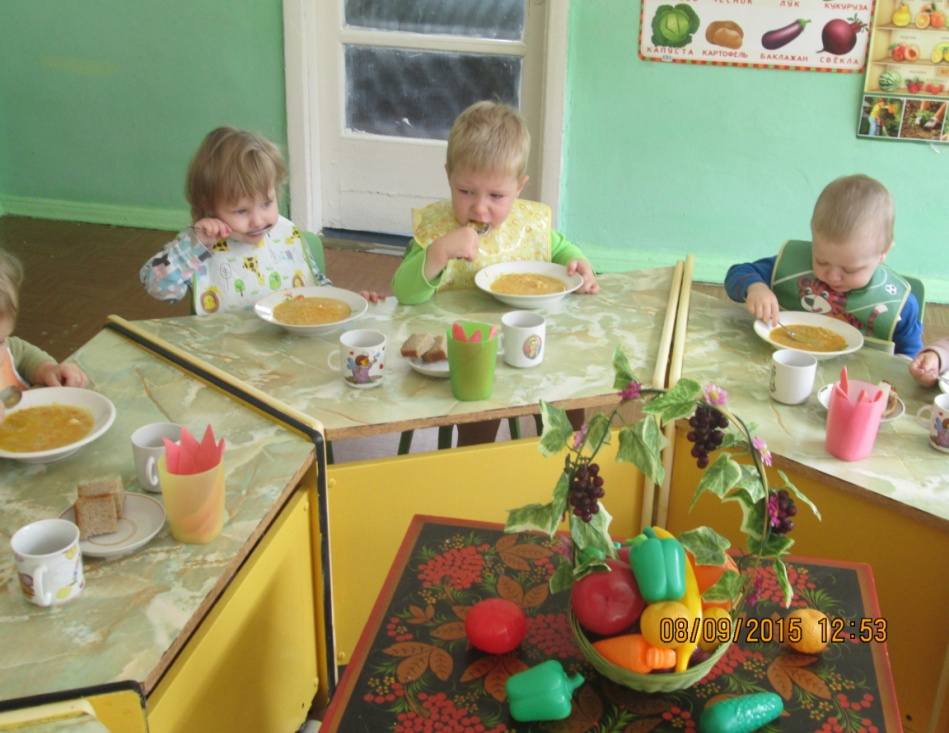 ЧЕСНОК ЛУК КУКУРУЗА
КАПУСТА КАРТОФЕЛЬ БАКЛАЖАН СВЁКЛА
08/09/2015 12:53